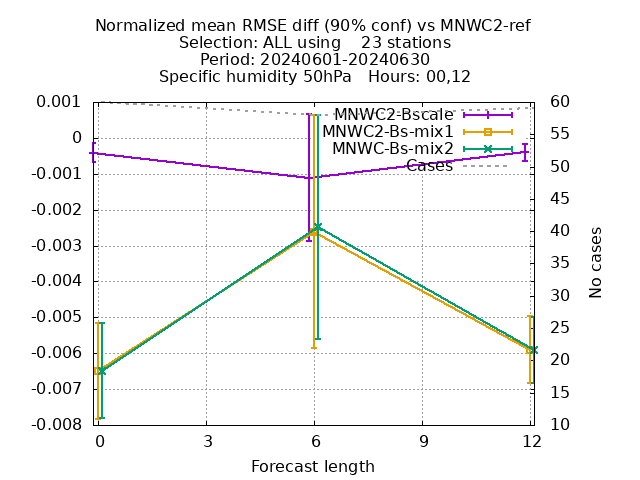 Normalized mean RMSE diff (90% conf) vs MNWC2-ref
Selection: ALL using    23 stations
Period: 20240601-20240630
Specific humidity 50hPa   Hours: 00,12
MNWC2-Bscale
MNWC2-Bs-mix1
MNWC-Bs-mix2
Cases
0.001
0
-0.001
-0.002
-0.003
-0.004
-0.005
-0.006
-0.007
-0.008
60
55
50
45
40
35
30
25
20
15
10
No cases
0 3 6 9 12
Forecast length